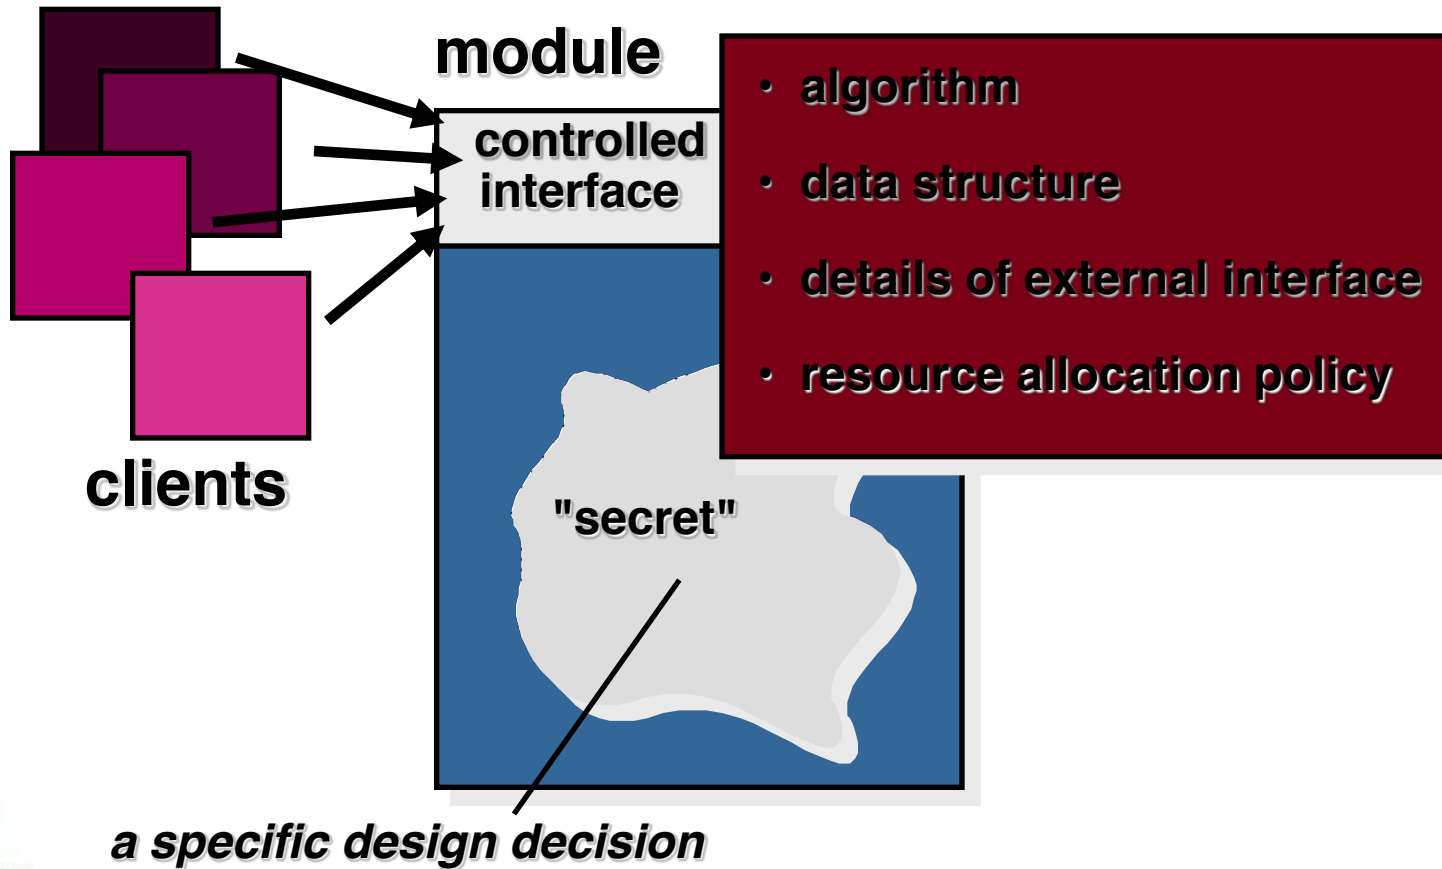 module
controlled
interface
• algorithm
• data structure
• details of external interface
• resource allocation policy
clients
"secret"
a specific design decision